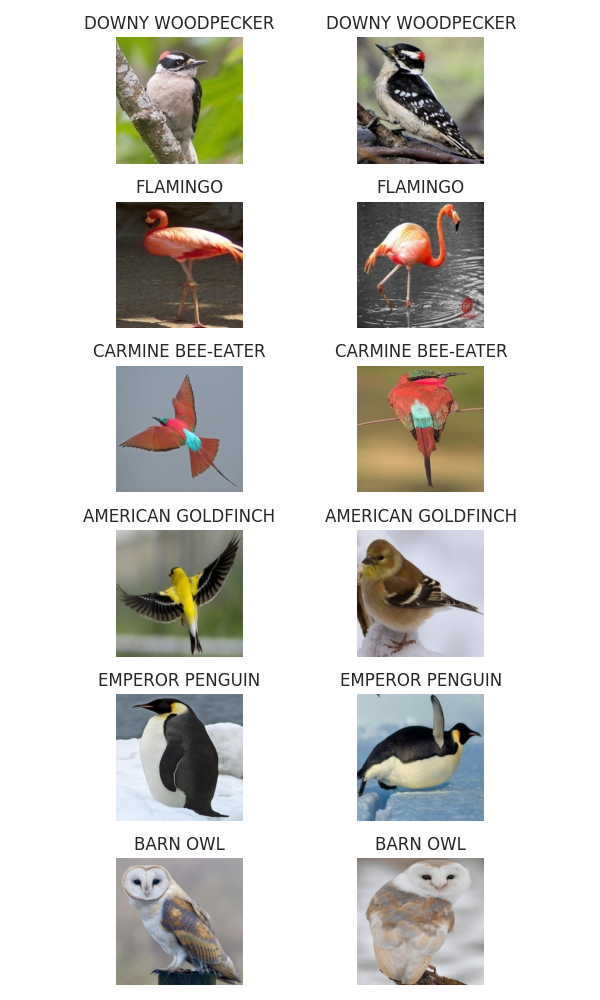 DOWNY WOODPECKER
DOWNY WOODPECKER
FLAMINGO
FLAMINGO
CARMINE BEE-EATER
CARMINE BEE-EATER
AMERICAN GOLDFINCH
AMERICAN GOLDFINCH
EMPEROR PENGUIN
EMPEROR PENGUIN
BARN OWL
BARN OWL